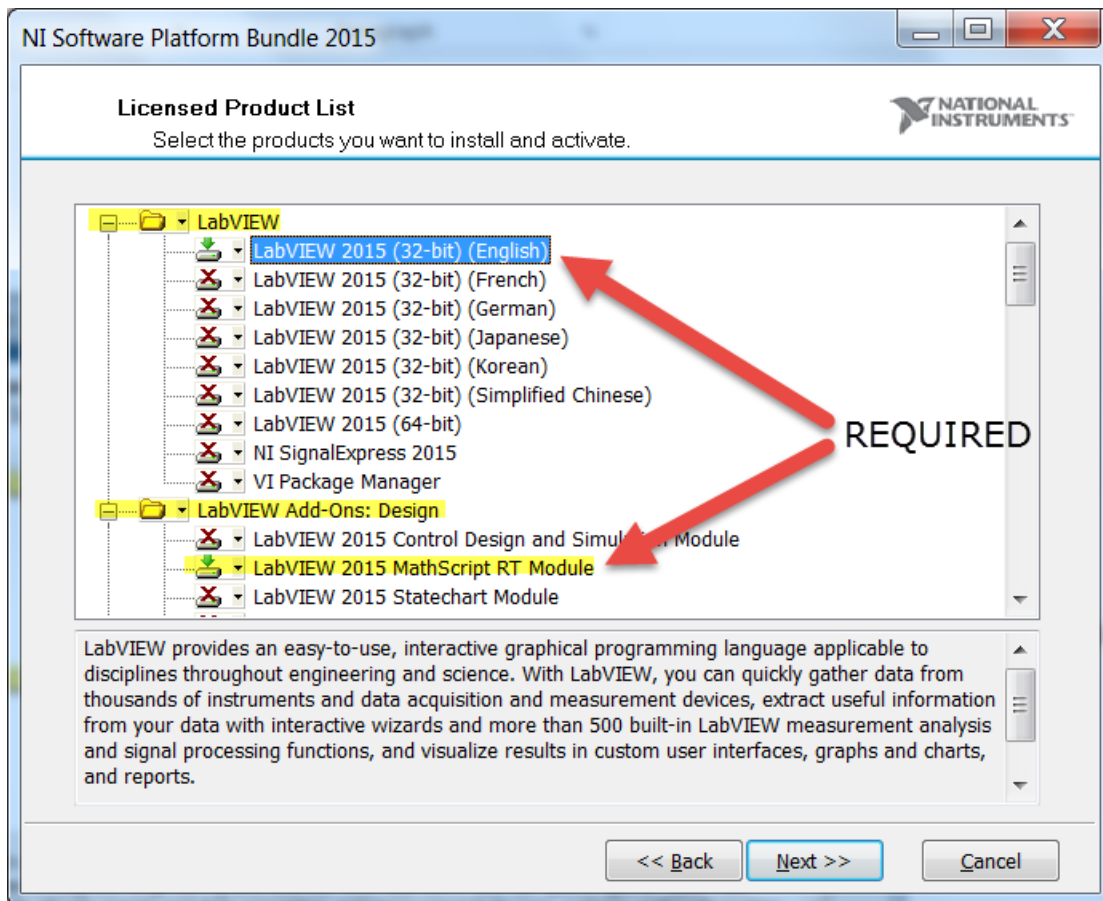 NI Software Platform Bundle 2015
Licensed Product List
Select the products you want to install and activate.
NATIONAL
INSTRUMENTS™
LabVIEW
LabVIEW 2015 (32-bit) (English)
LabVIEW 2015 (32-bit) (French)
LabVIEW 2015 (32-bit) (German)
LabVIEW 2015 (32-bit) (Japanese)
LabVIEW 2015 (32-bit) (Korean)
LabVIEW 2015 (32-bit) (Simplified Chinese)
LabVIEW 2015 (64-bit)
REQUIRED
NI SignalExpress 2015
VI Package Manager
LabVIEW Add-Ons: Design
LabVIEW 2015 Control Design and Simulation Module
LabVIEW 2015 MathScript RT Module
LabVIEW 2015 Statechart Module
LabVIEW provides an easy-to-use, interactive graphical programming language applicable to
disciplines throughout engineering and science. With LabVIEW, you can quickly gather data from
thousands of instruments and data acquisition and measurement devices, extract useful information
from your data with interactive wizards and more than 500 built-in LabVIEW measurement analysis
and signal processing functions, and visualize results in custom user interfaces, graphs and charts,
and reports.
<< Back
Next >>
Cancel